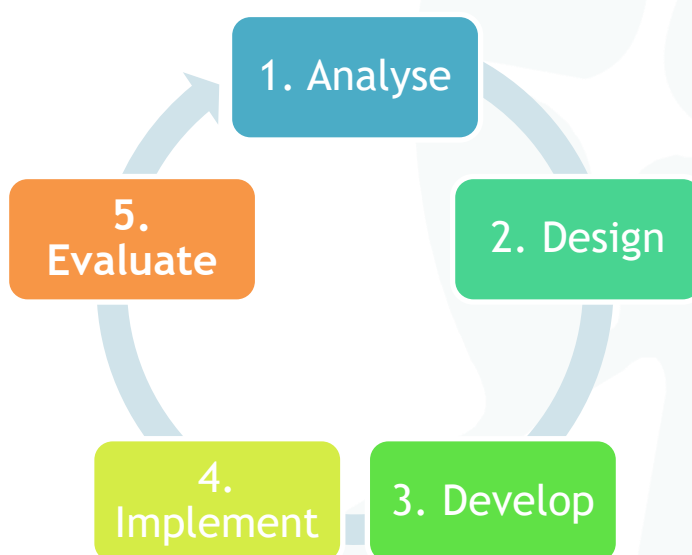 1. Analyse
2. Design
3. Develop
4.
Implement
5.
Evaluate